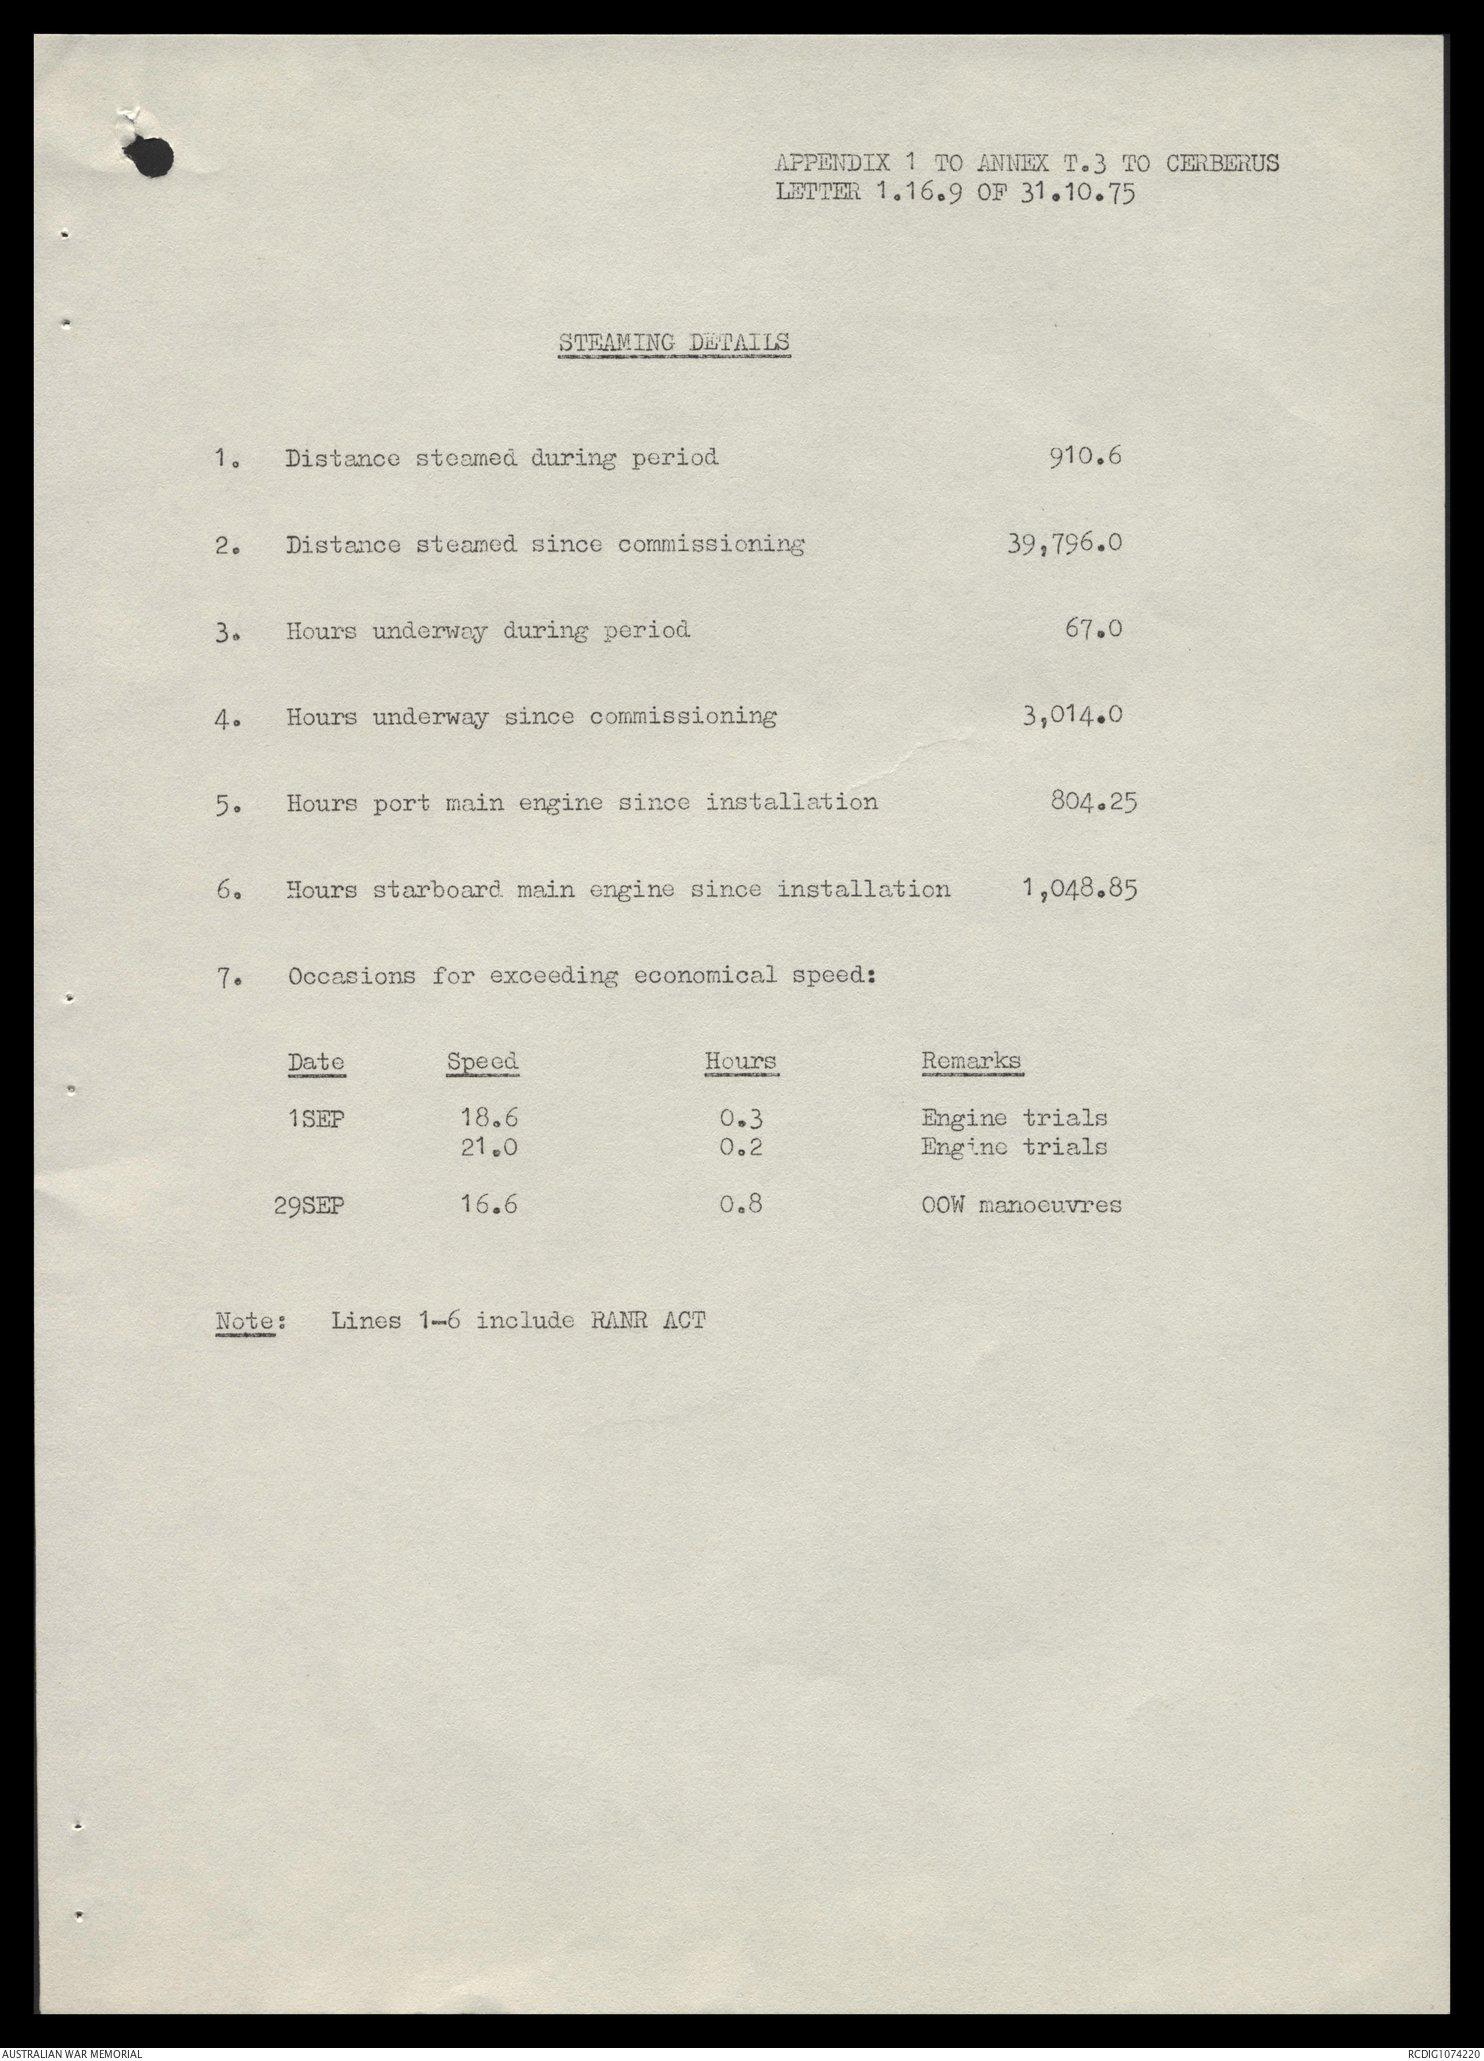 APPENDIX 1 TO ANNEX T.3 TO CERBERUS
LETTER 1.16.9 OF 31.10.75
STEAMING DETAILS
1. Distance steamed during period 910.6
2. Distance steamed since commissioning 39,796.0
3. Hours underway during period 67.0
4. Hours underway since commissioning 3,014.0
5. Hours port main engine since installation 804.25
6. Hours starboard main engine since installation 1,048.85
7. Occasions for exceeding economical speed:
Date Speed Hours Remarks
1SEP 18.6 0.3 Engine trials
21.0 0.2 Engine trials
29SEP 16.6 0.8 OOW manoeuvres
Note: Lines 1-6 include RANR ACT
AUSTRALIAN WAR MEMORIAL RCDIG1074220